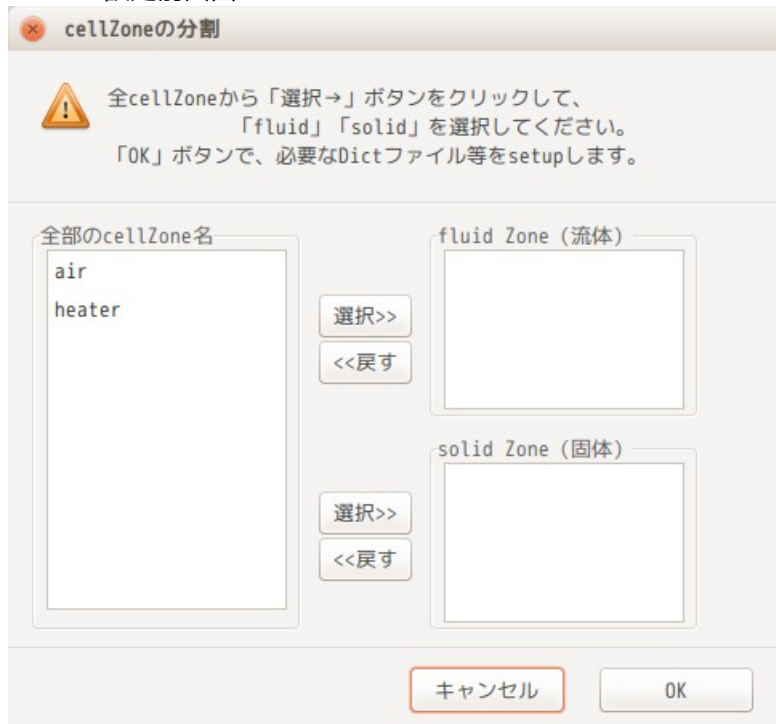 cellZoneの分割
全cellZoneから「選択→」ボタンをクリックして、
「fluid」「solid」を選択してください。
「OK」ボタンで、必要なDictファイル等をsetupします。
全部のcellZone名
air
heater
選択>>
<<戻す
fluid Zone (流体)
solid Zone (固体)
選択>>
<<戻す
キャンセル
OK